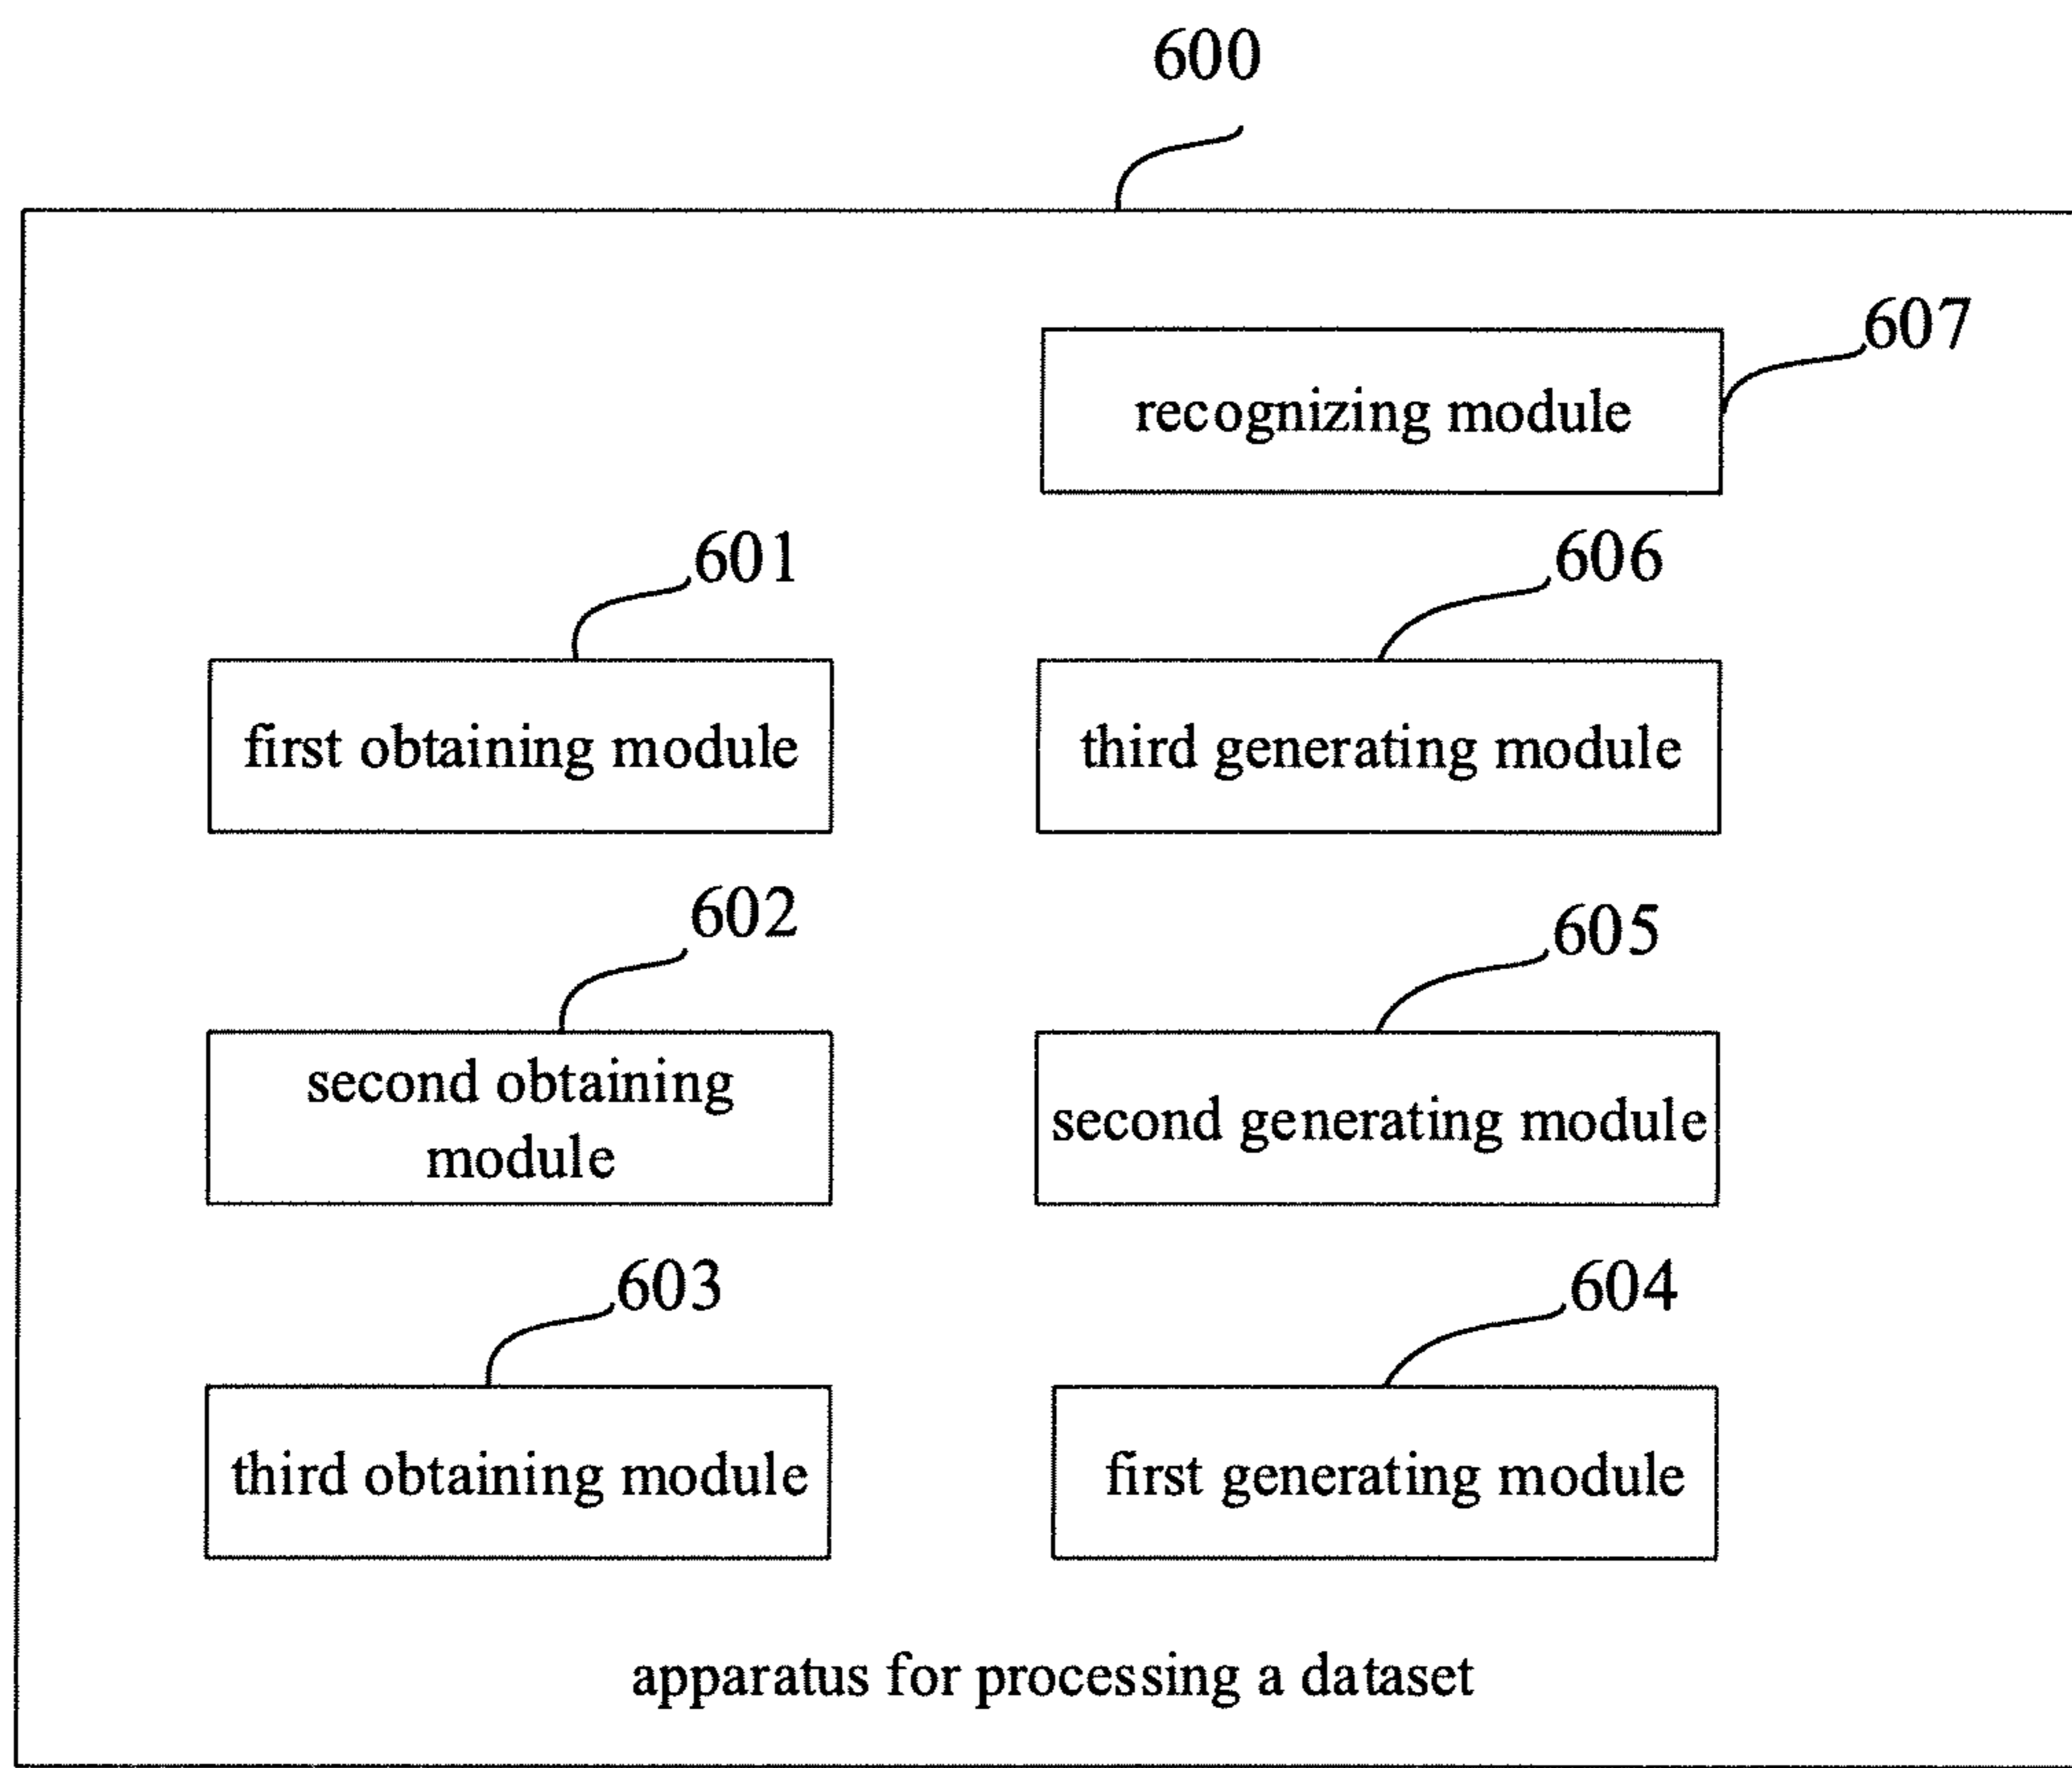 600
607
recognizing module
601
606
first obtaining module
third generating module
602
605
second obtaining
module
second generating module
603
604
third obtaining module
first generating module
apparatus for processing a dataset